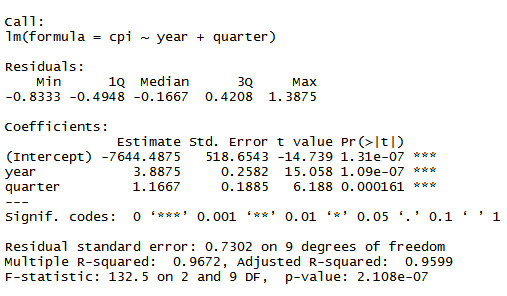 Call:
lm(formula = cpi ~ year + quarter)
Residuals:
    Min      1Q  Median      3Q     Max
-0.8333 -0.4948 -0.1667  0.4208  1.3875
Coefficients:
              Estimate Std. Error t value Pr(>|t|)
(Intercept) -7644.4875   518.6543 -14.739 1.31e-07 ***
year            3.8875     0.2582  15.058 1.09e-07 ***
quarter         1.1667     0.1885   6.188 0.000161 ***
---
Signif. codes:  0 ‘***’ 0.001 ‘**’ 0.01 ‘*’ 0.05 ‘.’ 0.1 ‘ ’ 1
Residual standard error: 0.7302 on 9 degrees of freedom
Multiple R-squared:  0.9672, Adjusted R-squared:  0.9599
F-statistic: 132.5 on 2 and 9 DF,  p-value: 2.108e-07